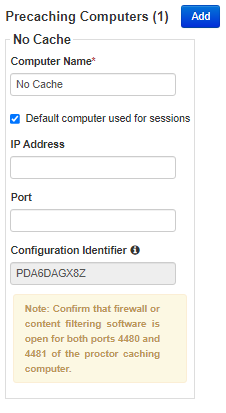 Precaching Computers (1) Add
No Cache
Computer Name*
No Cache
Default computer used for sessions
IP Address
Port
Configuration Identifier
PDA6DAGX8Z
Note: Confirm that firewall or
content filtering software is
open for both ports 4480 and
4481 of the proctor caching
computer.